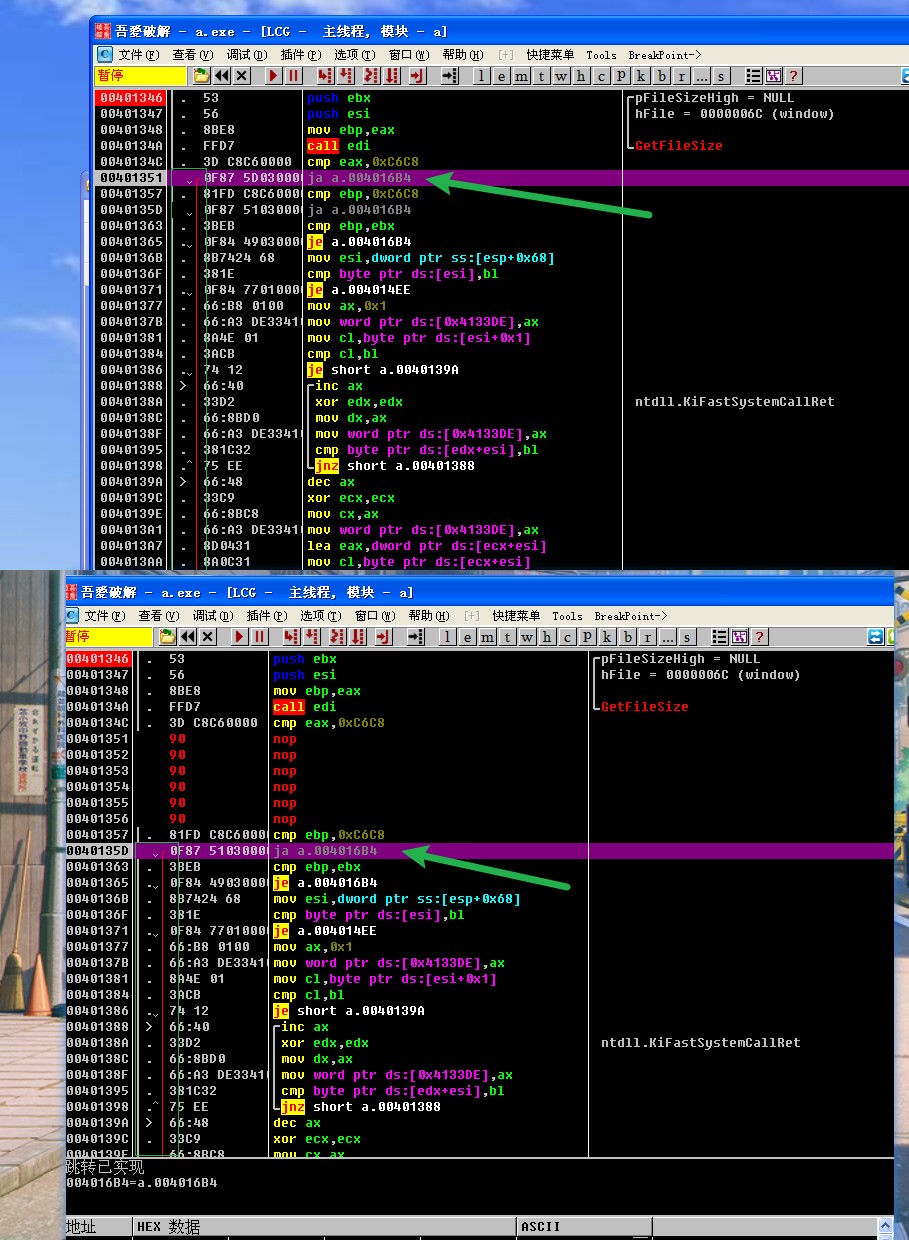 吾愛破解 - a.exe - [LCG - 主线程, 模块 - a]
C 文件(F) 查看(V) 调试(D) 插件(P) 选项(T) 窗口(W) 帮助(H) [+] 快捷菜单 Tools BreakPoint->
暂停 l e m t w h c p k b r ... s ?
00401346 . 53 push ebx pFileSizeHigh = NULL
00401347 . 56 push esi hFile = 0000006C (window)
00401348 . 8BE8 mov ebp,eax
0040134A . FFD7 call edi GetFileSize
0040134C . 3D C8C60000 cmp eax,0xC6C8
00401351 0F87 5D030000 ja a.004016B4
00401357 . 81FD C8C60000 cmp ebp,0xC6C8
0040135D 0F87 51030000 ja a.004016B4
00401363 . 3BEB cmp ebp,ebx
00401365 . 0F84 49030000 je a.004016B4
0040136B . 8B7424 68 mov esi,dword ptr ss:[esp+0x68]
0040136F . 381E cmp byte ptr ds:[esi],bl
00401371 . 0F84 77010000 je a.004014EE
00401377 . 66:B8 0100 mov ax,0x1
0040137B . 66:A3 DE3341 mov word ptr ds:[0x4133DE],ax
00401381 . 8A4E 01 mov cl,byte ptr ds:[esi+0x1]
00401384 . 3ACB cmp cl,bl
00401386 . 74 12 je short a.0040139A
00401388 > 66:40 inc ax
0040138A . 33D2 xor edx,edx ntdll.KiFastSystemCallRet
0040138C . 66:8BD0 mov dx,ax
0040138F . 66:A3 DE3341 mov word ptr ds:[0x4133DE],ax
00401395 . 381C32 cmp byte ptr ds:[edx+esi],bl
00401398 .^ 75 EE jnz short a.00401388
0040139A > 66:48 dec ax
0040139C . 33C9 xor ecx,ecx
0040139E . 66:8BC8 mov cx,ax
004013A1 . 66:A3 DE3341 mov word ptr ds:[0x4133DE],ax
004013A7 . 8D0431 lea eax,dword ptr ds:[ecx+esi]
004013AA . 8A0C31 mov cl,byte ptr ds:[ecx+esi]
吾愛破解 - a.exe - [LCG - 主线程, 模块 - a]
C 文件(F) 查看(V) 调试(D) 插件(P) 选项(T) 窗口(W) 帮助(H) [+] 快捷菜单 Tools BreakPoint->
暂停 l e m t w h c p k b r ... s ?
00401346 . 53 push ebx pFileSizeHigh = NULL
00401347 . 56 push esi hFile = 0000006C (window)
00401348 . 8BE8 mov ebp,eax
0040134A . FFD7 call edi GetFileSize
0040134C . 3D C8C60000 cmp eax,0xC6C8
00401351 90 nop
00401352 90 nop
00401353 90 nop
00401354 90 nop
00401355 90 nop
00401356 90 nop
00401357 . 81FD C8C60000 cmp ebp,0xC6C8
0040135D 0F87 51030000 ja a.004016B4
00401363 . 3BEB cmp ebp,ebx
00401365 . 0F84 49030000 je a.004016B4
0040136B . 8B7424 68 mov esi,dword ptr ss:[esp+0x68]
0040136F . 381E cmp byte ptr ds:[esi],bl
00401371 . 0F84 77010000 je a.004014EE
00401377 . 66:B8 0100 mov ax,0x1
0040137B . 66:A3 DE3341 mov word ptr ds:[0x4133DE],ax
00401381 . 8A4E 01 mov cl,byte ptr ds:[esi+0x1]
00401384 . 3ACB cmp cl,bl
00401386 . 74 12 je short a.0040139A
00401388 > 66:40 inc ax
0040138A . 33D2 xor edx,edx ntdll.KiFastSystemCallRet
0040138C . 66:8BD0 mov dx,ax
0040138F . 66:A3 DE3341 mov word ptr ds:[0x4133DE],ax
00401395 . 381C32 cmp byte ptr ds:[edx+esi],bl
00401398 .^ 75 EE jnz short a.00401388
0040139A > 66:48 dec ax
0040139C . 33C9 xor ecx,ecx
0040139E . 66:8BC8 mov cx,ax
跳转已实现
004016B4=a.004016B4
地址 HEX 数据 ASCII